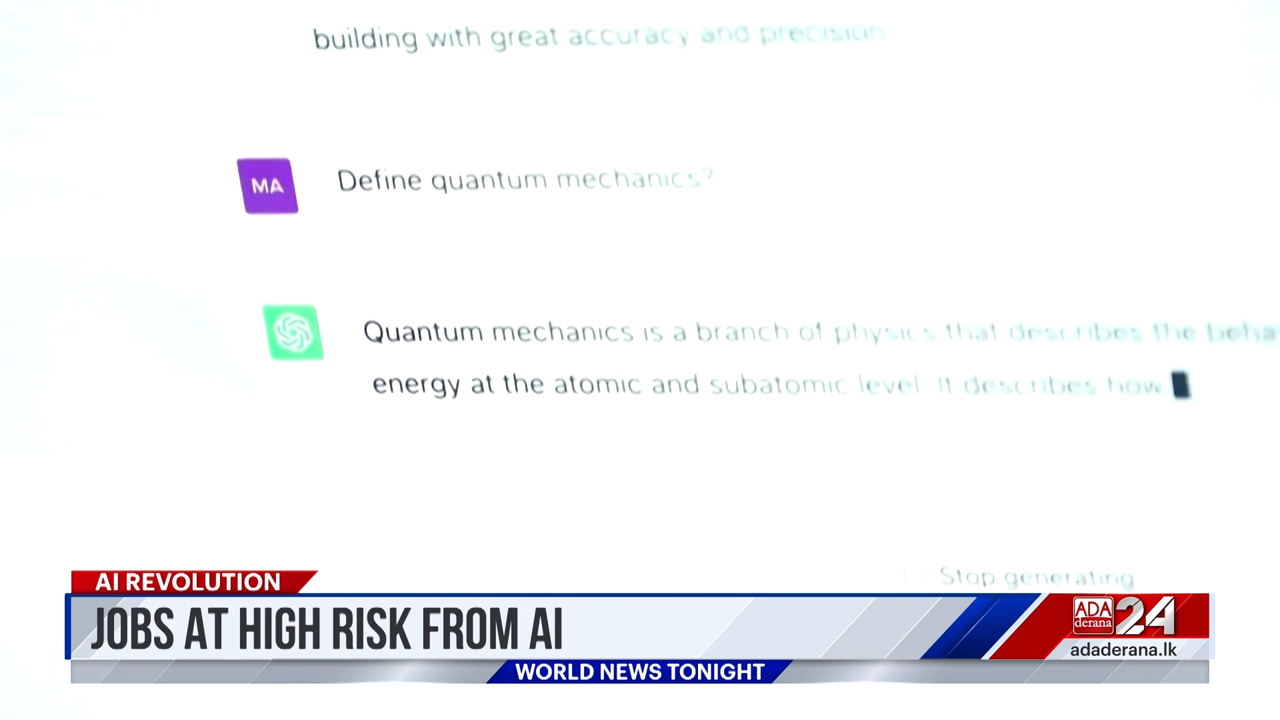 building with great accuracy and precision
MA
Define quantum mechanics?
Quantum mechanics is a branch of physics that describes the beha
energy at the atomic and subatomic level. It describes how
Stop generating
AI REVOLUTION
JOBS AT HIGH RISK FROM AI
ADA
derana
24
adaderana.lk
WORLD NEWS TONIGHT